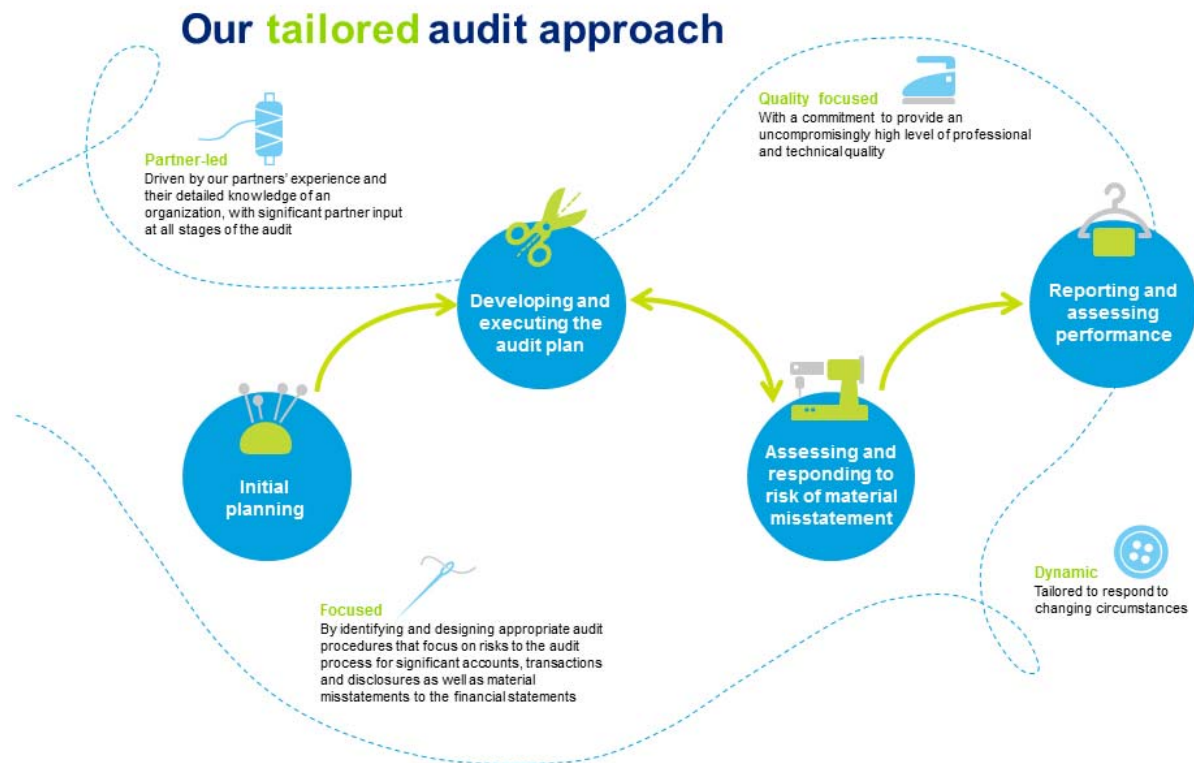 Our tailored audit approach
Partner-led
Driven by our partners' experience and
their detailed knowledge of an
organization, with significant partner input
at all stages of the audit
Quality focused
With a commitment to provide an
uncompromisingly high level of professional
and technical quality
Developing and
executing the
audit plan
Reporting and
assessing
performance
Initial
planning
Assessing and
responding to
risk of material
misstatement
Focused
By identifying and designing appropriate audit
procedures that focus on risks to the audit
process for significant accounts, transactions
and disclosures as well as material
misstatements to the financial statements
Dynamic
Tailored to respond to
changing circumstances